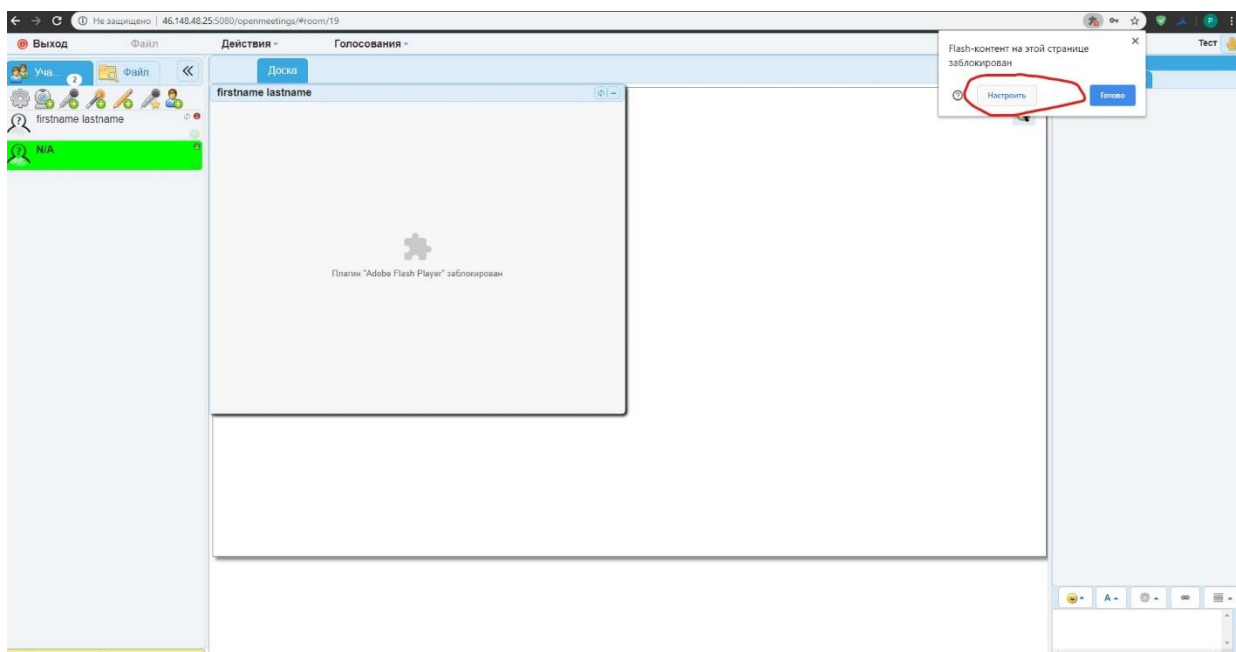 Не защищено | 46.148.48.25:5080/openmeetings/#room/19
Выход Файл Действия Голосования
Тест
Уча... 2 Файл
Доска
firstname lastname
firstname lastname
N/A
Плагин "Adobe Flash Player" заблокирован
Flash-контент на этой странице
заблокирован
Настроить Готово
P
A